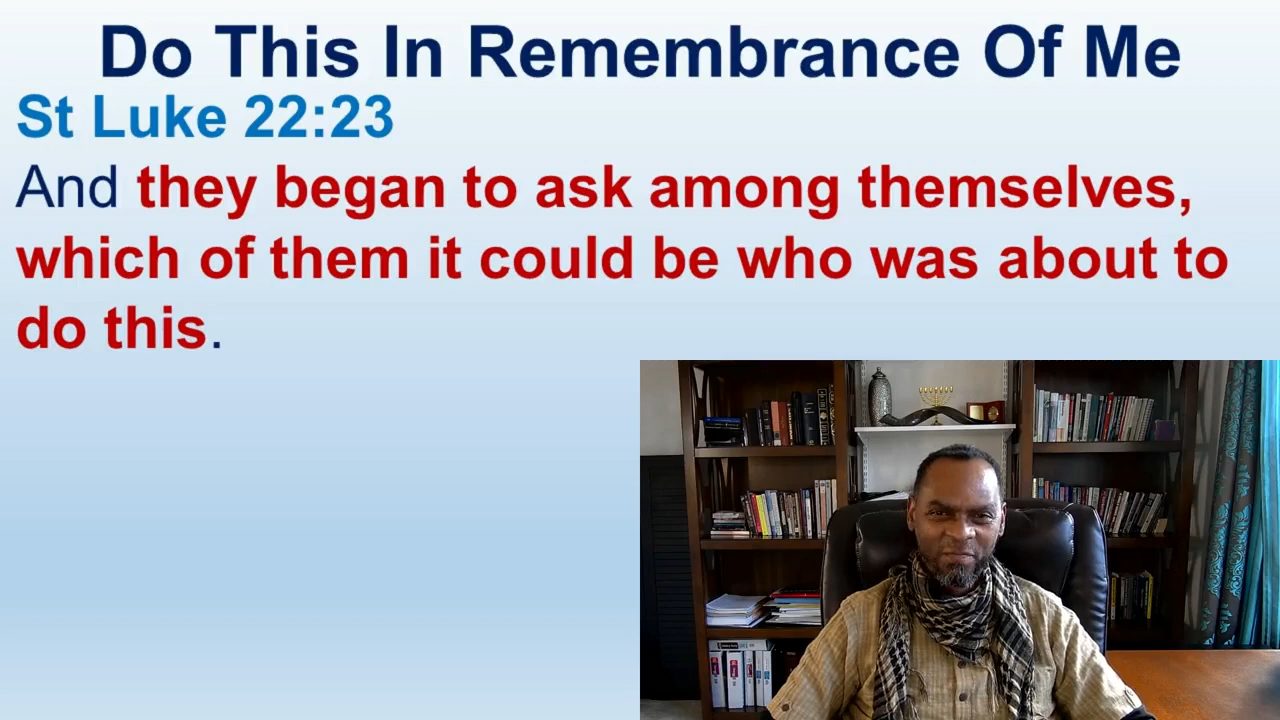 Do This In Remembrance Of Me
St Luke 22:23
And they began to ask among themselves,
which of them it could be who was about to
do this.